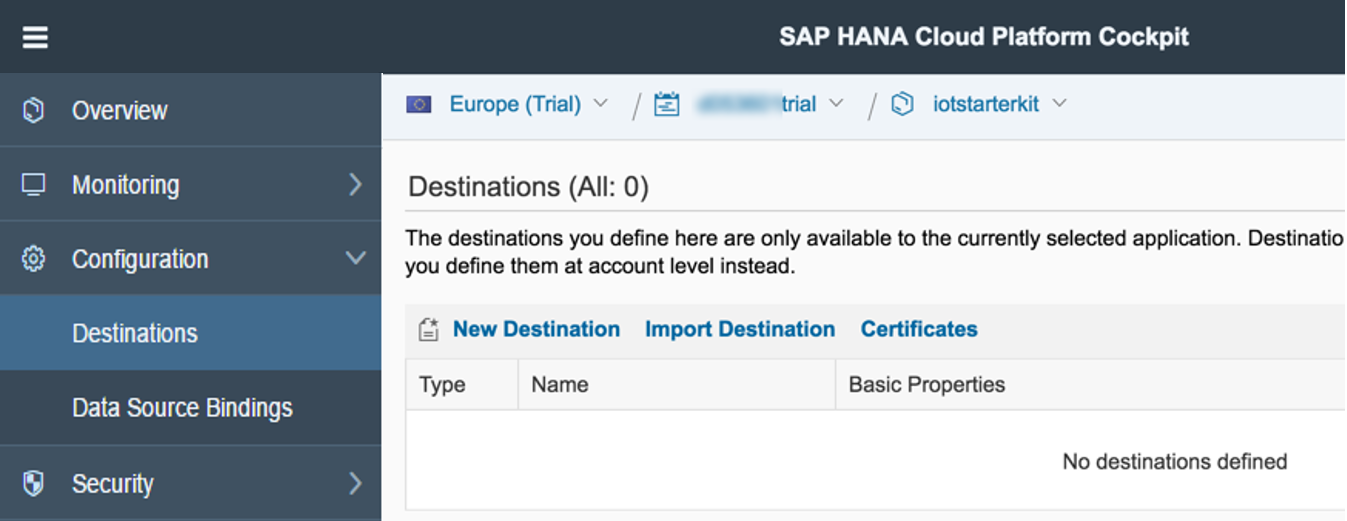 SAP HANA Cloud Platform Cockpit
Overview
Monitoring
Configuration
Destinations
Data Source Bindings
Security
Europe (Trial) / trial / iotstarterkit
Destinations (All: 0)
The destinations you define here are only available to the currently selected application.
you define them at account level instead.
New Destination Import Destination Certificates
Type Name Basic Properties
No destinations defined